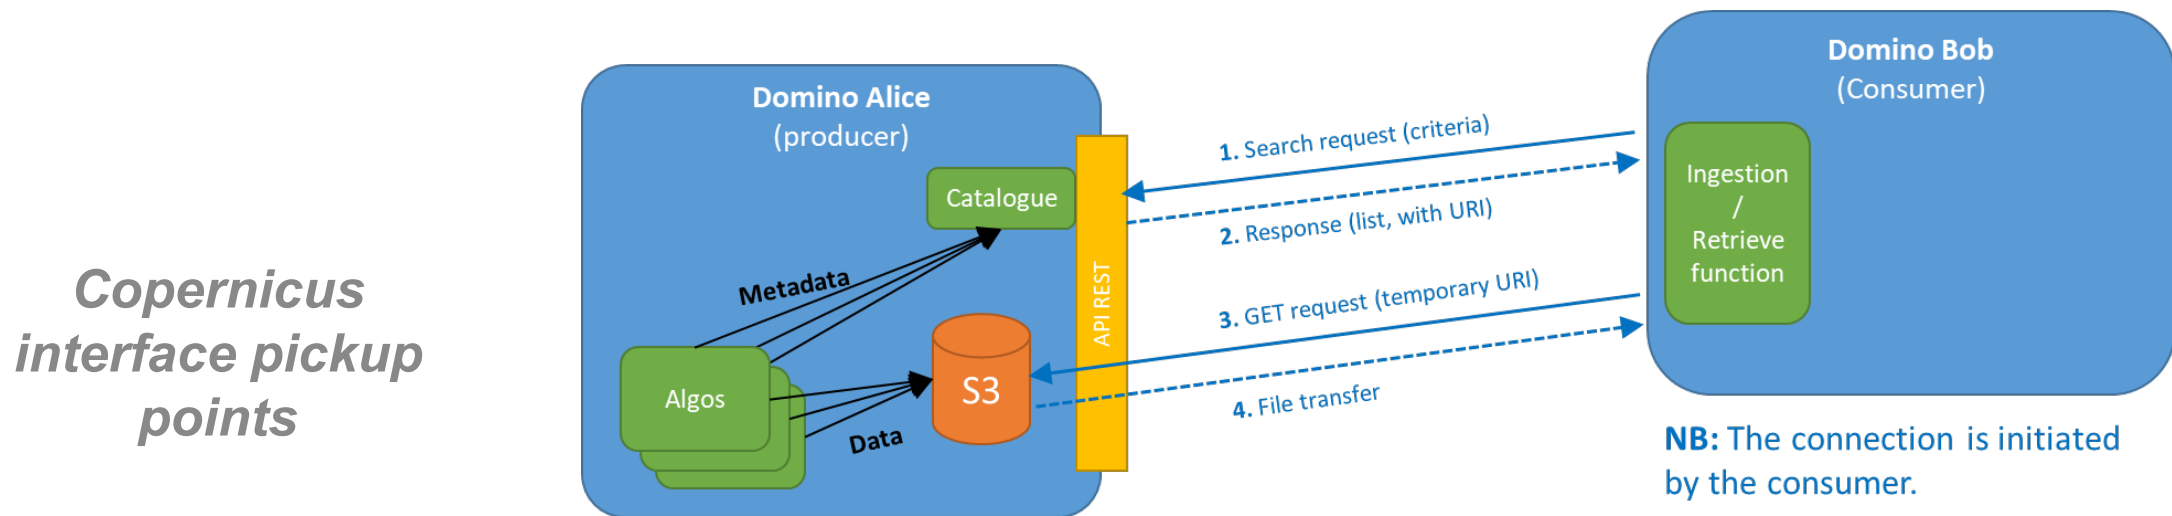 Copernicus
interface pickup
points
Domino Alice
(producer)
Catalogue
Metadata
Algos
S3
Data
API REST
1. Search request (criteria)
2. Response (list, with URI)
3. GET request (temporary URI)
4. File transfer
Domino Bob
(Consumer)
Ingestion
/
Retrieve
function
NB: The connection is initiated
by the consumer.